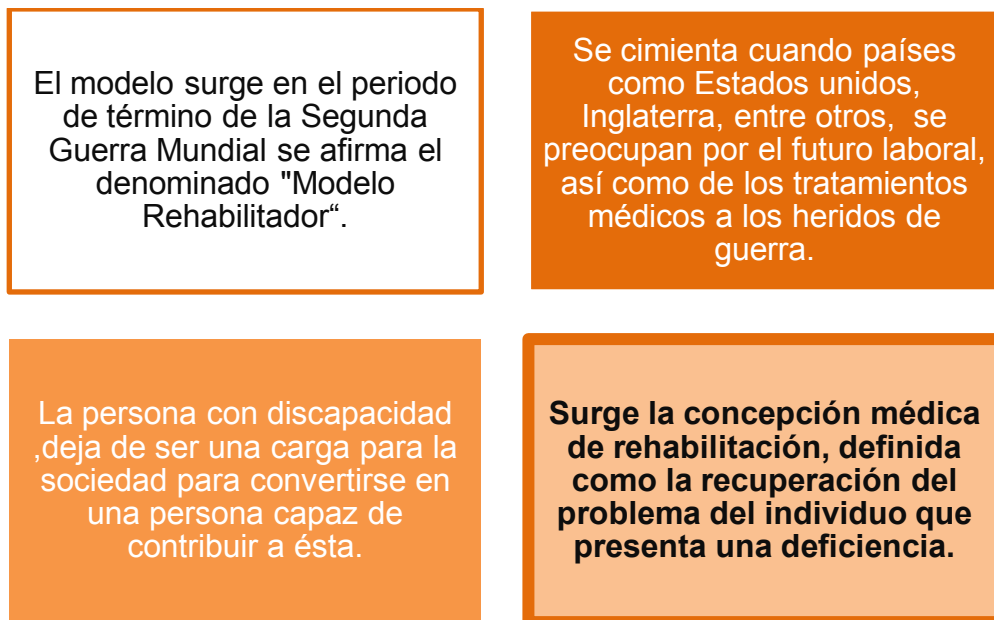 El modelo surge en el periodo
de término de la Segunda
Guerra Mundial se afirma el
denominado "Modelo
Rehabilitador“.
Se cimienta cuando países
como Estados unidos,
Inglaterra, entre otros, se
preocupan por el futuro laboral,
así como de los tratamientos
médicos a los heridos de
guerra.
La persona con discapacidad
,deja de ser una carga para la
sociedad para convertirse en
una persona capaz de
contribuir a ésta.
Surge la concepción médica
de rehabilitación, definida
como la recuperación del
problema del individuo que
presenta una deficiencia.